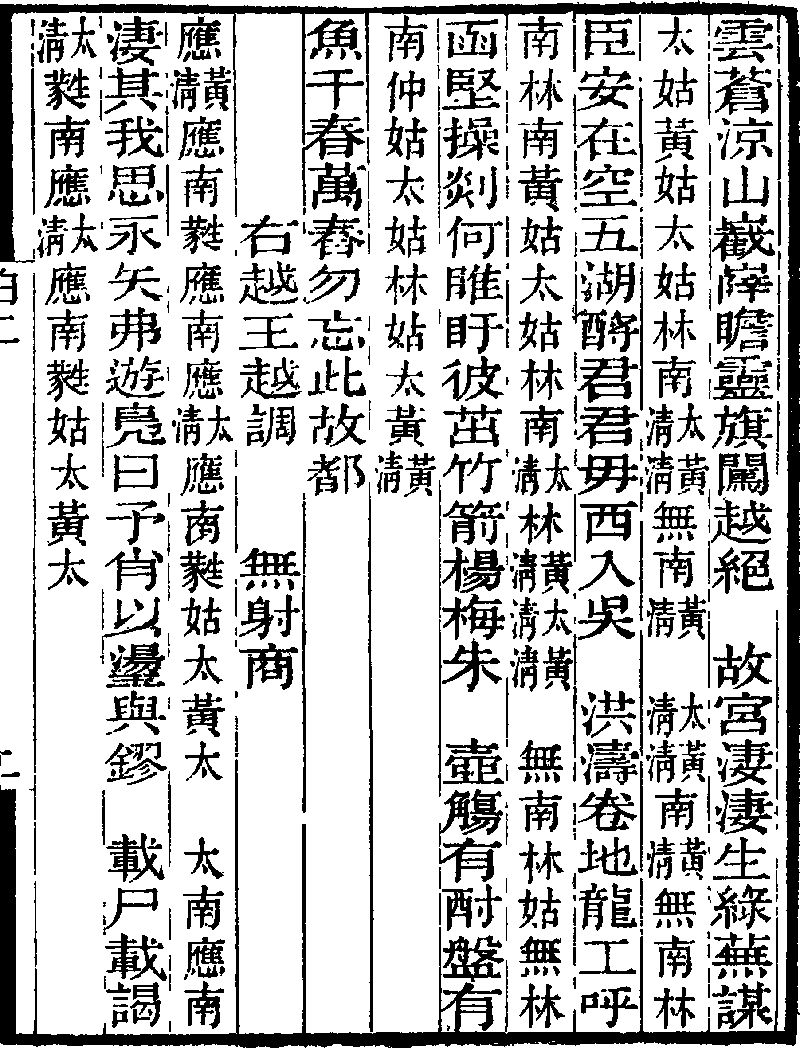 雲蒼涼山巀嶭瞻靈旗闖越絕　故宮淒淒生綠蕪謀
太姑黃姑太姑林南太清黃清無南黃清　太清黃清南黃清無南林
臣安在空五湖酹君君毋西入吳　洪濤卷地龍工呼
南林南黃姑太姑林南太清林黃清太清黃清　無南林姑無林
函堅操剡何睢盱彼茁竹箭楊梅朱　壺觴有酎盤有
南仲姑太姑林姑太黃黃清
魚千春萬春勿忘此故都
右越王越調　無射商
應黃清應南蕤應南應太清應南蕤姑太黃太　太南應南
淒其我思永矢弗遊鳧曰予肯以盪與鏐　載尸載謁
太清蕤南應太清應南蕤姑太黃太